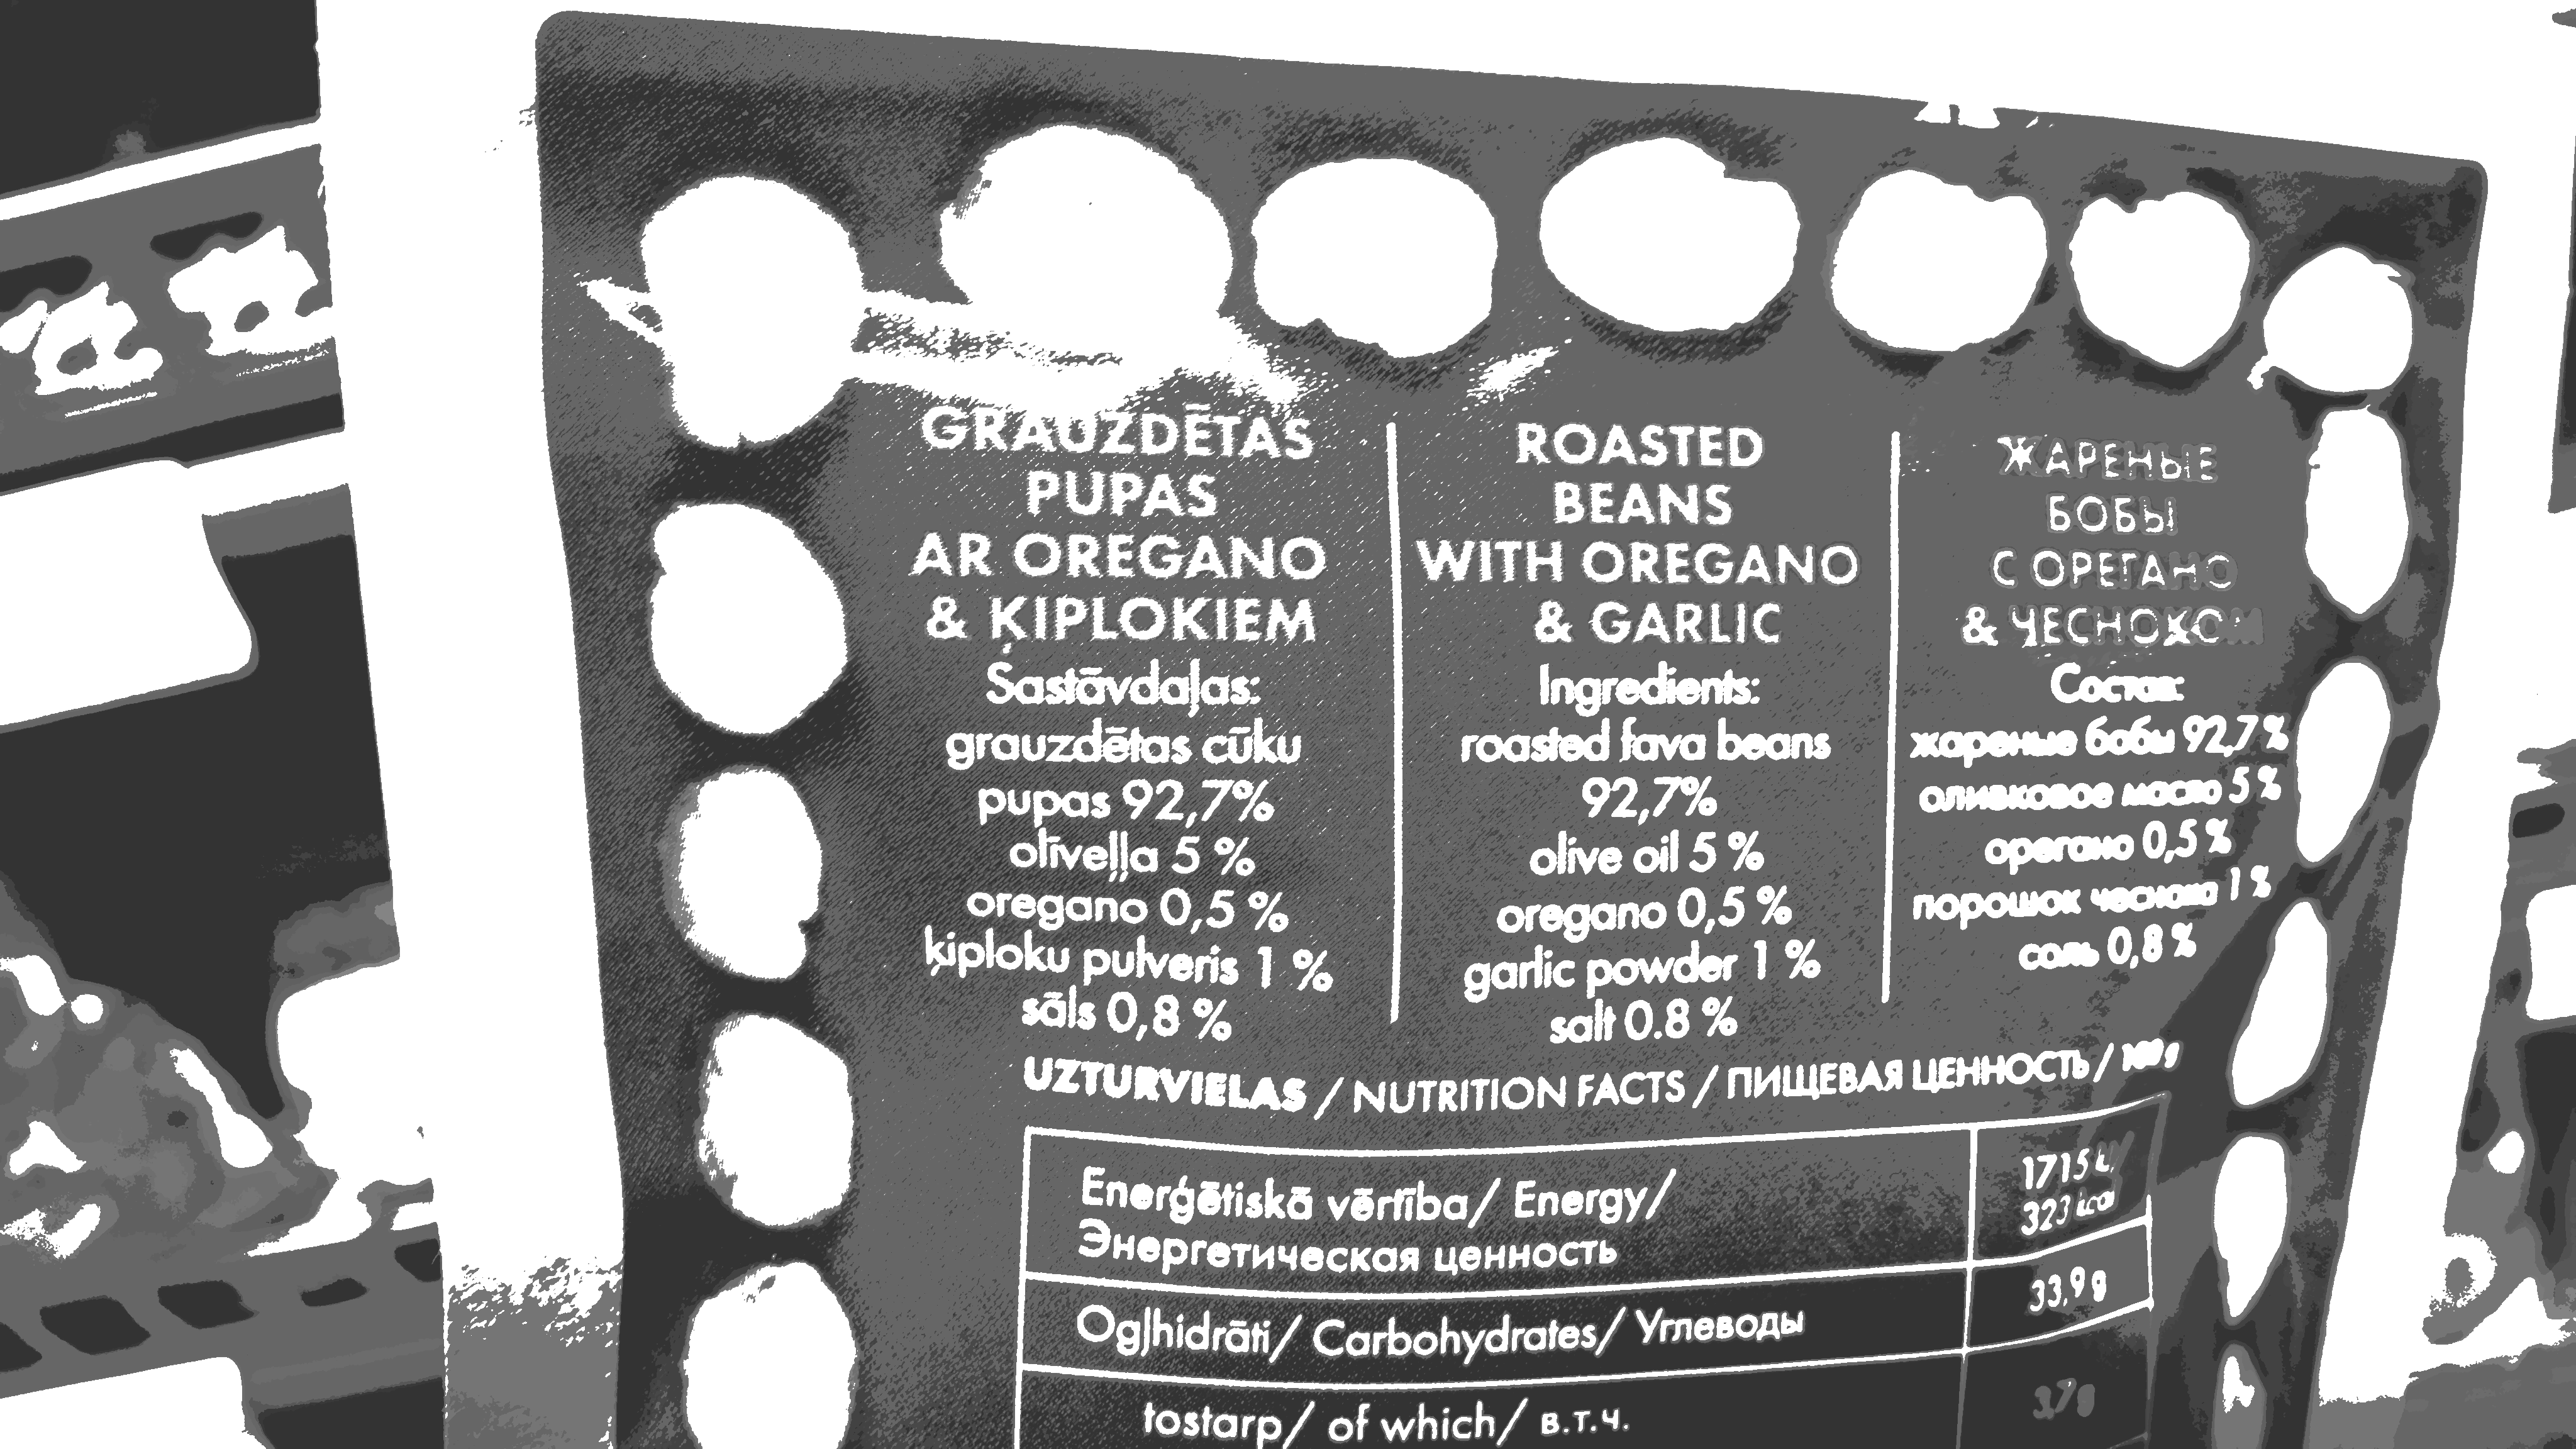 GRAUZDĒTAS
PUPAS
AR OREGANO
& ĶIPLOKIEM
Sastāvdaļas:
grauzdētas cūku
pupas 92,7%
olīveļļa 5 %
oregano 0,5 %
ķiploku pulveris 1 %
sāls 0,8 %
ROASTED
BEANS
WITH OREGANO
& GARLIC
Ingredients:
roasted fava beans
92,7%
olive oil 5 %
oregano 0,5 %
garlic powder 1 %
salt 0.8 %
ЖАРЕНЫЕ
БОБЫ
С ОРЕГАНО
& ЧЕСНОКОМ
Состав:
жареные бобы 92,7 %
оливковое масло 5 %
орегано 0,5 %
порошок чеснока 1 %
соль 0,8 %
UZTURVIELAS / NUTRITION FACTS / ПИЩЕВАЯ ЦЕННОСТЬ / 100 g
Enerģētiskā vērtība/ Energy/
Энергетическая ценность
1715 kJ/
323 kcal
Ogļhidrāti/ Carbohydrates/ Углеводы
33,9 g
tostarp/ of which/ в.т.ч.